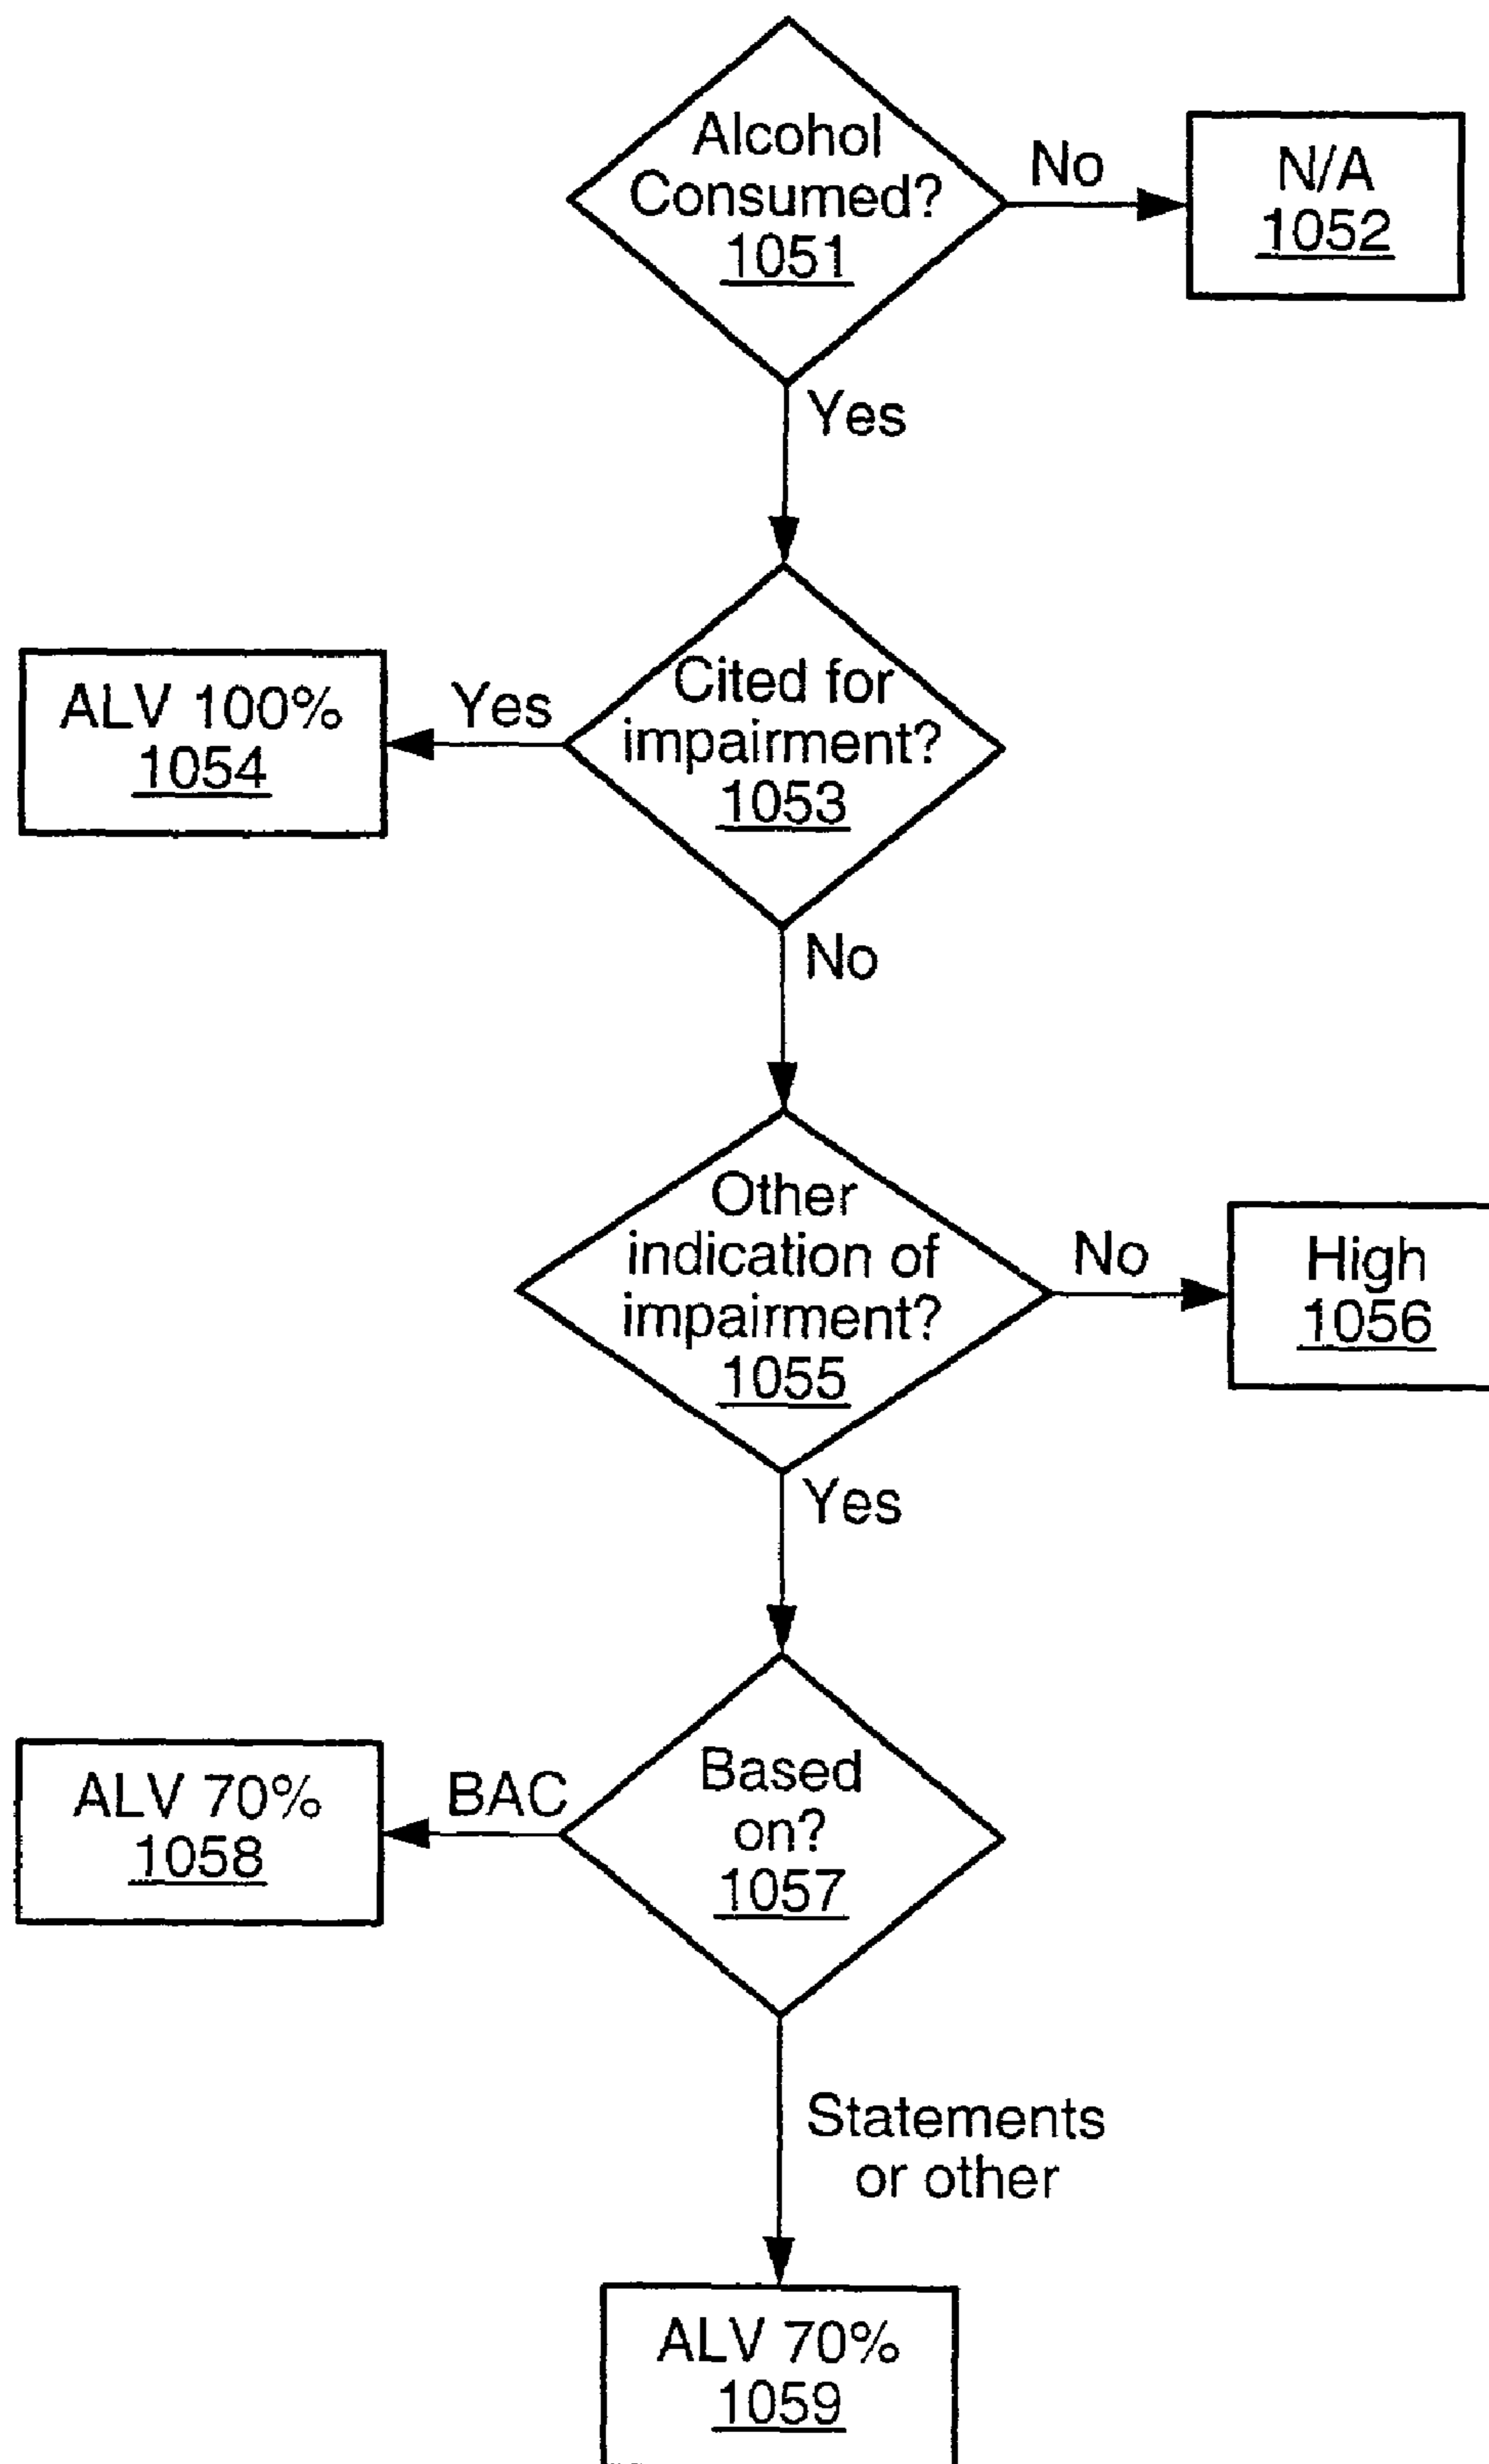 Alcohol
Consumed?
1051
No
N/A
1052
Yes
Cited for
impairment?
1053
Yes
ALV 100%
1054
No
Other
indication of
impairment?
1055
No
High
1056
Yes
Based
on?
1057
BAC
ALV 70%
1058
Statements
or other
ALV 70%
1059